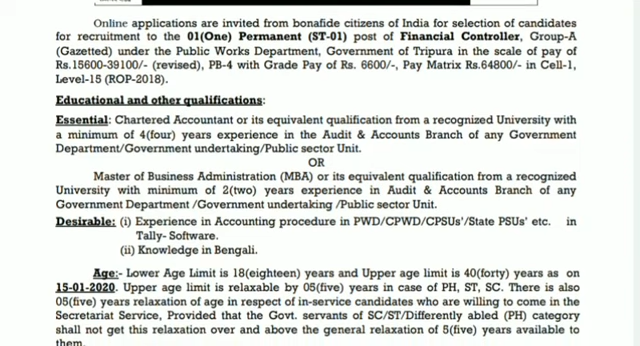 Online applications are invited from bonafide citizens of India for selection of candidates
for recruitment to the 01(One) Permanent (ST-01) post of Financial Controller, Group-A
(Gazetted) under the Public Works Department, Government of Tripura in the scale of pay of
Rs.15600-39100/- (revised), PB-4 with Grade Pay of Rs. 6600/-, Pay Matrix Rs.64800/- in Cell-1,
Level-15 (ROP-2018).
Educational and other qualifications:
Essential: Chartered Accountant or its equivalent qualification from a recognized University with
a minimum of 4(four) years experience in the Audit & Accounts Branch of any Government
Department/Government undertaking/Public sector Unit.
OR
Master of Business Administration (MBA) or its equivalent qualification from a recognized
University with minimum of 2(two) years experience in Audit & Accounts Branch of any
Government Department /Government undertaking /Public sector Unit.
Desirable: (i) Experience in Accounting procedure in PWD/CPWD/CPSUs'/State PSUs' etc. in
Tally- Software.
(ii) Knowledge in Bengali.
Age:- Lower Age Limit is 18(eighteen) years and Upper age limit is 40(forty) years as on
15-01-2020. Upper age limit is relaxable by 05(five) years in case of PH, ST, SC. There is also
05(five) years relaxation of age in respect of in-service candidates who are willing to come in the
Secretariat Service, Provided that the Govt. servants of SC/ST/Differently abled (PH) category
shall not get this relaxation over and above the general relaxation of 5(five) years available to
them.